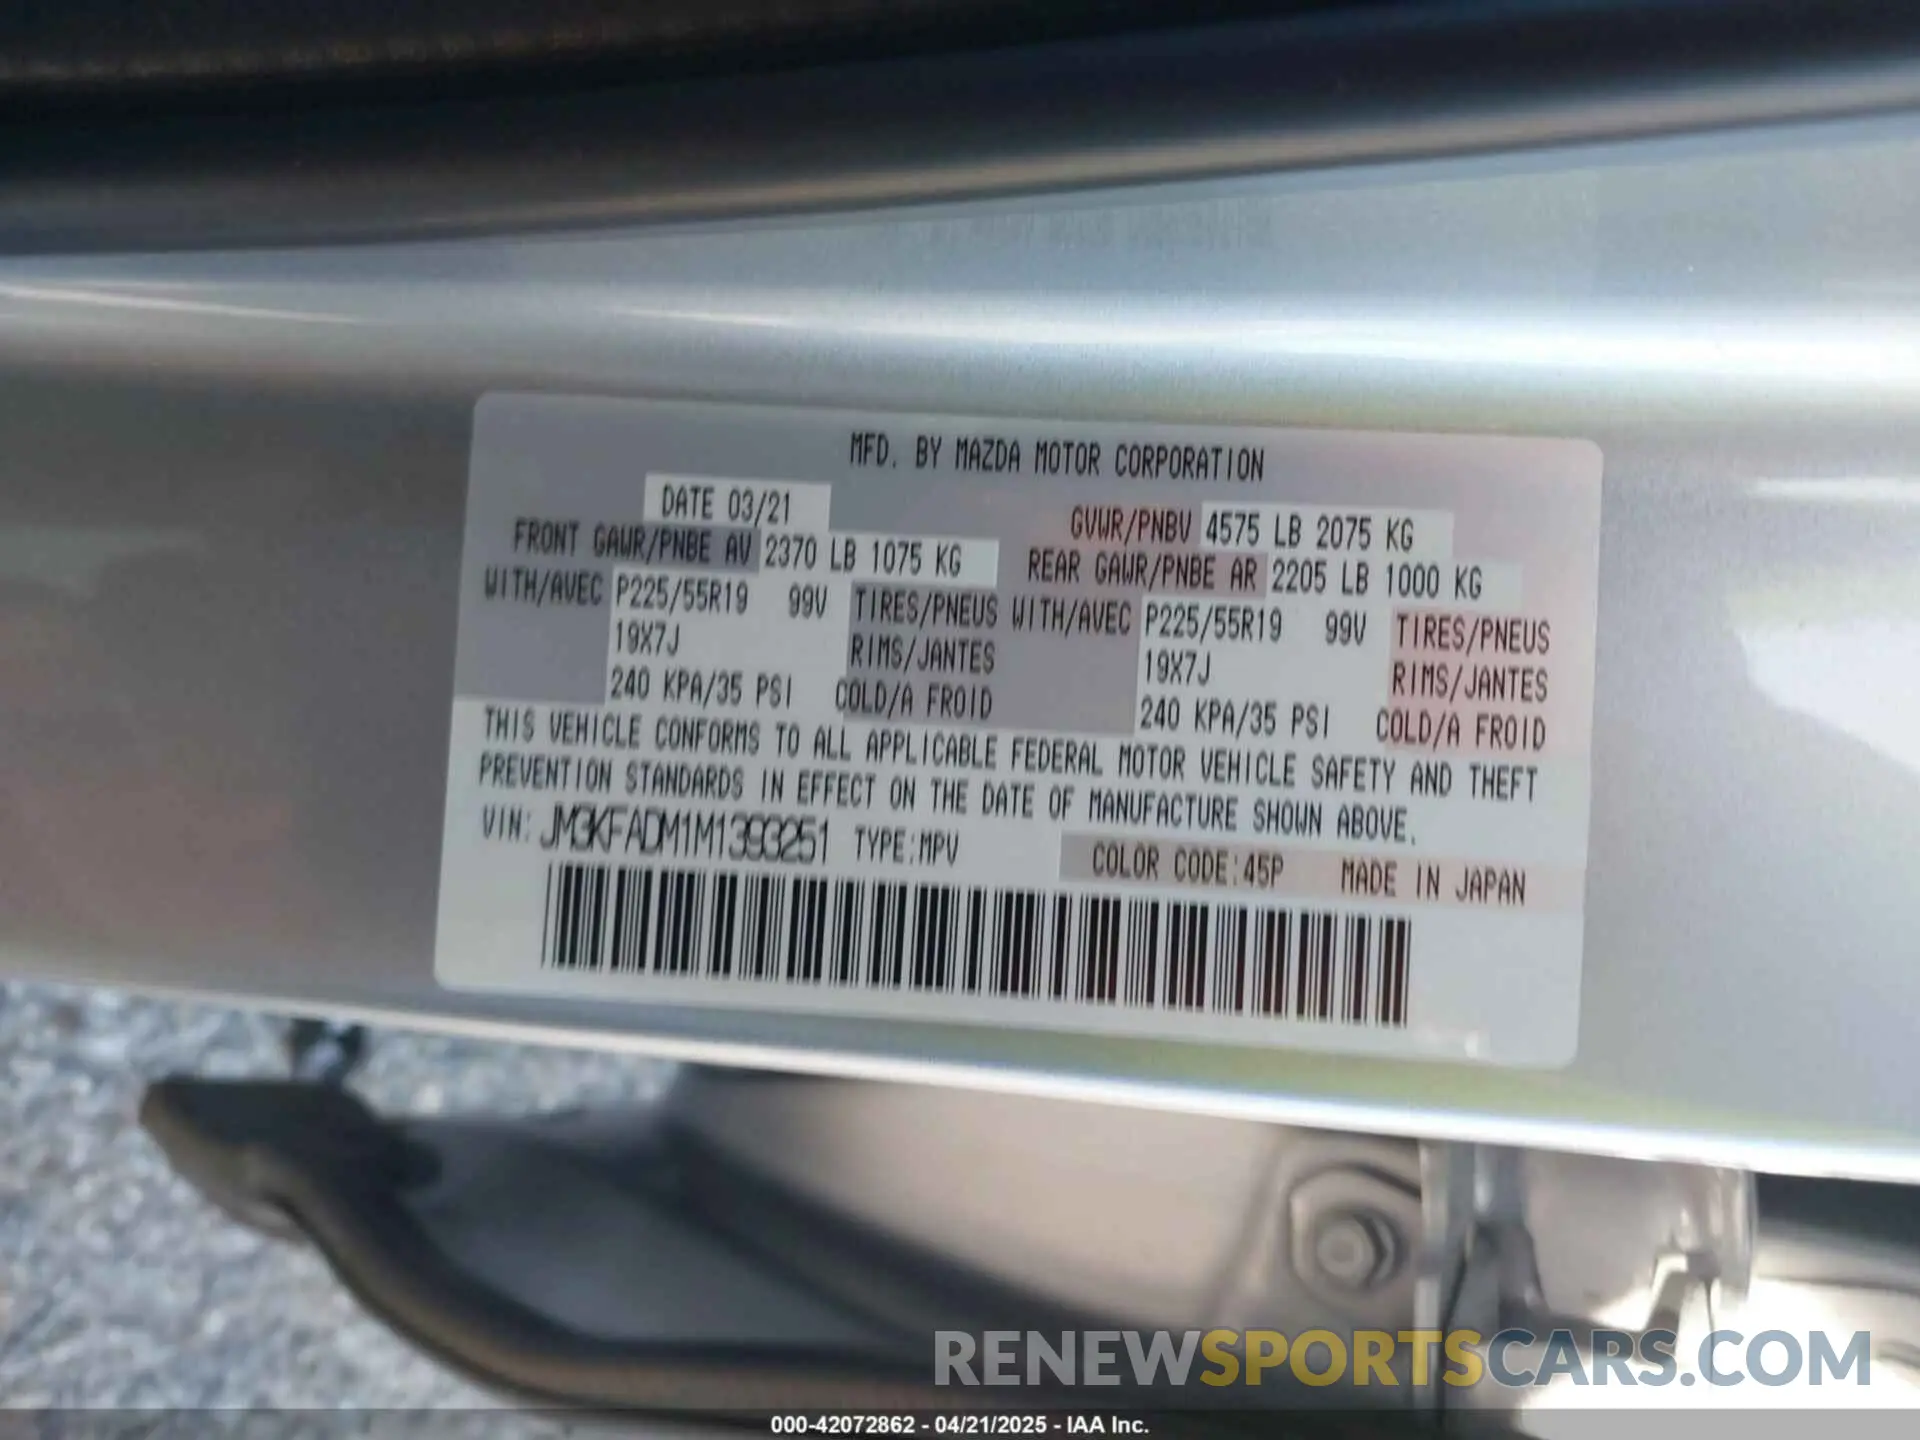 MFD. BY MAZDA MOTOR CORPORATION
DATE 03/21 GVWR/PNBV 4575 LB 2075 KG
FRONT GAWR/PNBE AV 2370 LB 1075 KG REAR GAWR/PNBE AR 2205 LB 1000 KG
WITH/AVEC P225/55R19 99V TIRES/PNEUS WITH/AVEC P225/55R19 99V TIRES/PNEUS
19X7J RIMS/JANTES 19X7J RIMS/JANTES
240 KPA/35 PSI COLD/A FROID 240 KPA/35 PSI COLD/A FROID
THIS VEHICLE CONFORMS TO ALL APPLICABLE FEDERAL MOTOR VEHICLE SAFETY AND THEFT
PREVENTION STANDARDS IN EFFECT ON THE DATE OF MANUFACTURE SHOWN ABOVE.
VIN: JM3KFADM1M1393251 TYPE:MPV COLOR CODE:45P MADE IN JAPAN
RENEWSPORTSCARS.COM
000-42072862 - 04/21/2025 - IAA Inc.